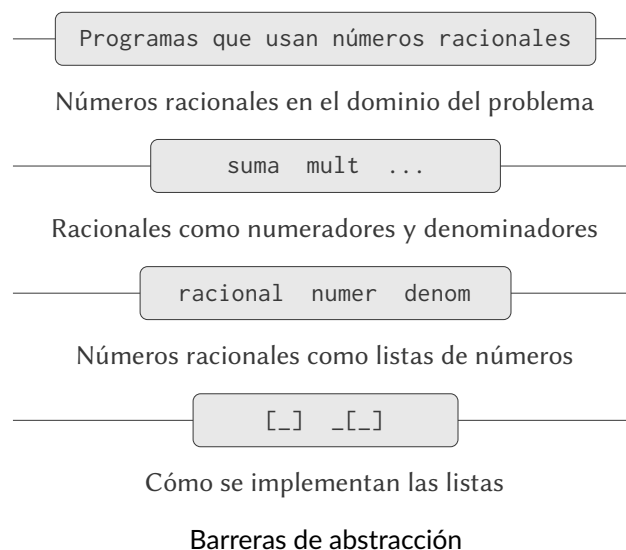 Programas que usan números racionales
Números racionales en el dominio del problema
suma mult ...
Racionales como numeradores y denominadores
racional numer denom
Números racionales como listas de números
[_] _[_]
Cómo se implementan las listas
Barreras de abstracción